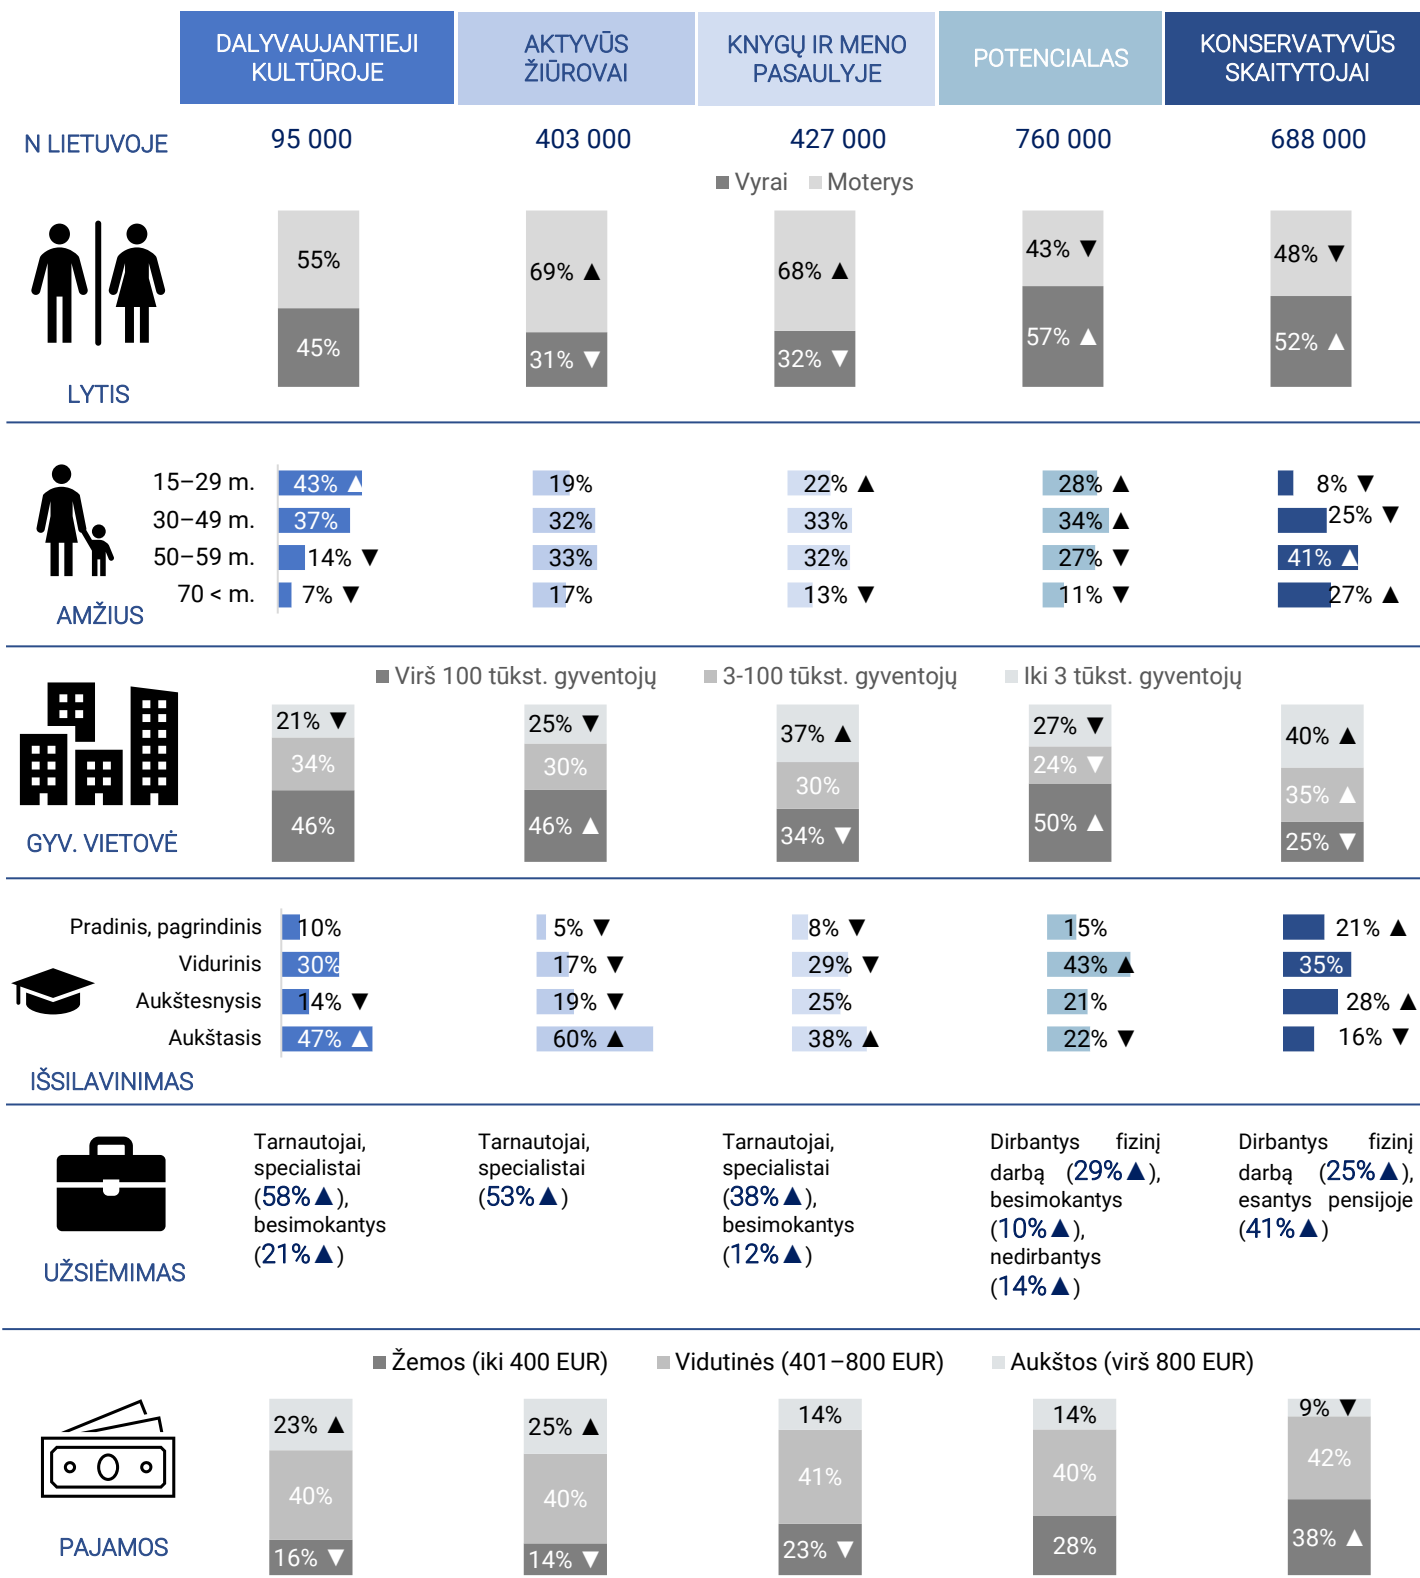 DALYVAUJANTIEJI
KULTŪROJE
AKTYVŪS
ŽIŪROVAI
KNYGŲ IR MENO
PASAULYJE
POTENCIALAS
KONSERVATYVŪS
SKAITYTOJAI
N LIETUVOJE 95 000 403 000 427 000 760 000 688 000
■ Vyrai ■ Moterys
55% 69% ▲ 68% ▲ 43% ▼ 48% ▼
45% 31% ▼ 32% ▼ 57% ▲ 52% ▲
LYTIS
15–29 m. 43% ▲ 19% 22% ▲ 28% ▲ 8% ▼
30–49 m. 37% 32% 33% 34% ▲ 25% ▼
50–59 m. 14% ▼ 33% 32% 27% ▼ 41% ▲
70 < m. 7% ▼ 17% 13% ▼ 11% ▼ 27% ▲
AMŽIUS
■ Virš 100 tūkst. gyventojų ■ 3-100 tūkst. gyventojų ■ Iki 3 tūkst. gyventojų
21% ▼ 25% ▼ 37% ▲ 27% ▼ 40% ▲
34% 30% 30% 24% ▼ 35% ▲
46% 46% ▲ 34% ▼ 50% ▲ 25% ▼
GYV. VIETOVĖ
Pradinis, pagrindinis 10% 5% ▼ 8% ▼ 15% 21% ▲
Vidurinis 30% 17% ▼ 29% ▼ 43% ▲ 35%
Aukštesnysis 14% ▼ 19% ▼ 25% 21% 28% ▲
Aukštasis 47% ▲ 60% ▲ 38% ▲ 22% ▼ 16% ▼
IŠSILAVINIMAS
Tarnautojai,
specialistai
(58%▲),
besimokantys
(21%▲)
Tarnautojai,
specialistai
(53%▲)
Tarnautojai,
specialistai
(38%▲),
besimokantys
(12%▲)
Dirbantys fizinį
darbą (29%▲),
besimokantys
(10%▲),
nedirbantys
(14%▲)
Dirbantys fizinį
darbą (25%▲),
esantys pensijoje
(41%▲)
UŽSIĖMIMAS
■ Žemos (iki 400 EUR) ■ Vidutinės (401–800 EUR) ■ Aukštos (virš 800 EUR)
23% ▲ 25% ▲ 14% 14% 9% ▼
40% 40% 41% 40% 42%
16% ▼ 14% ▼ 23% ▼ 28% 38% ▲
PAJAMOS